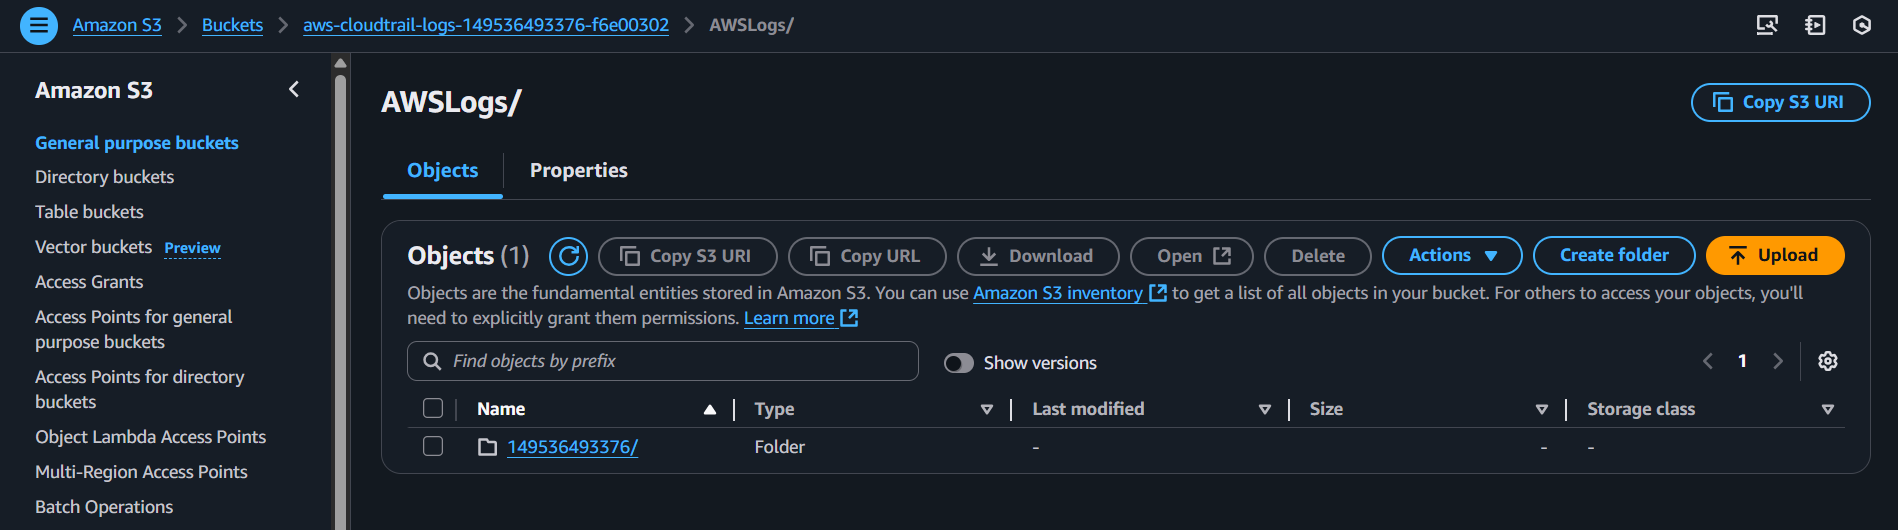 Amazon S3 > Buckets > aws-cloudtrail-logs-149536493376-f6e00302 > AWSLogs/
Amazon S3
General purpose buckets
Directory buckets
Table buckets
Vector buckets Preview
Access Grants
Access Points for general
purpose buckets
Access Points for directory
buckets
Object Lambda Access Points
Multi-Region Access Points
Batch Operations
AWSLogs/
Copy S3 URI
Objects Properties
Objects (1) Copy S3 URI Copy URL Download Open Delete Actions Create folder Upload
Objects are the fundamental entities stored in Amazon S3. You can use Amazon S3 inventory to get a list of all objects in your bucket. For others to access your objects, you'll
need to explicitly grant them permissions. Learn more
Find objects by prefix Show versions 1
Name Type Last modified Size Storage class
149536493376/ Folder - - -